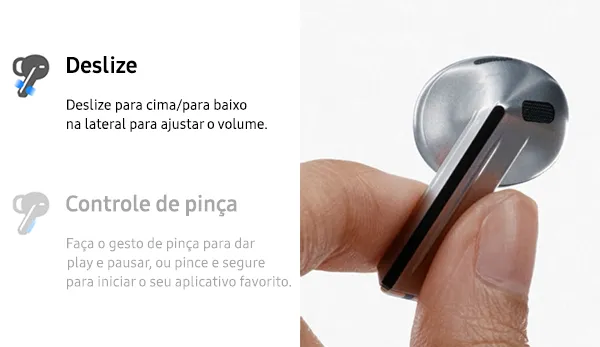 Deslize
Deslize para cima/para baixo
na lateral para ajustar o volume.
Controle de pinça
Faça o gesto de pinça para dar
play e pausar, ou pince e segure
para iniciar o seu aplicativo favorito.